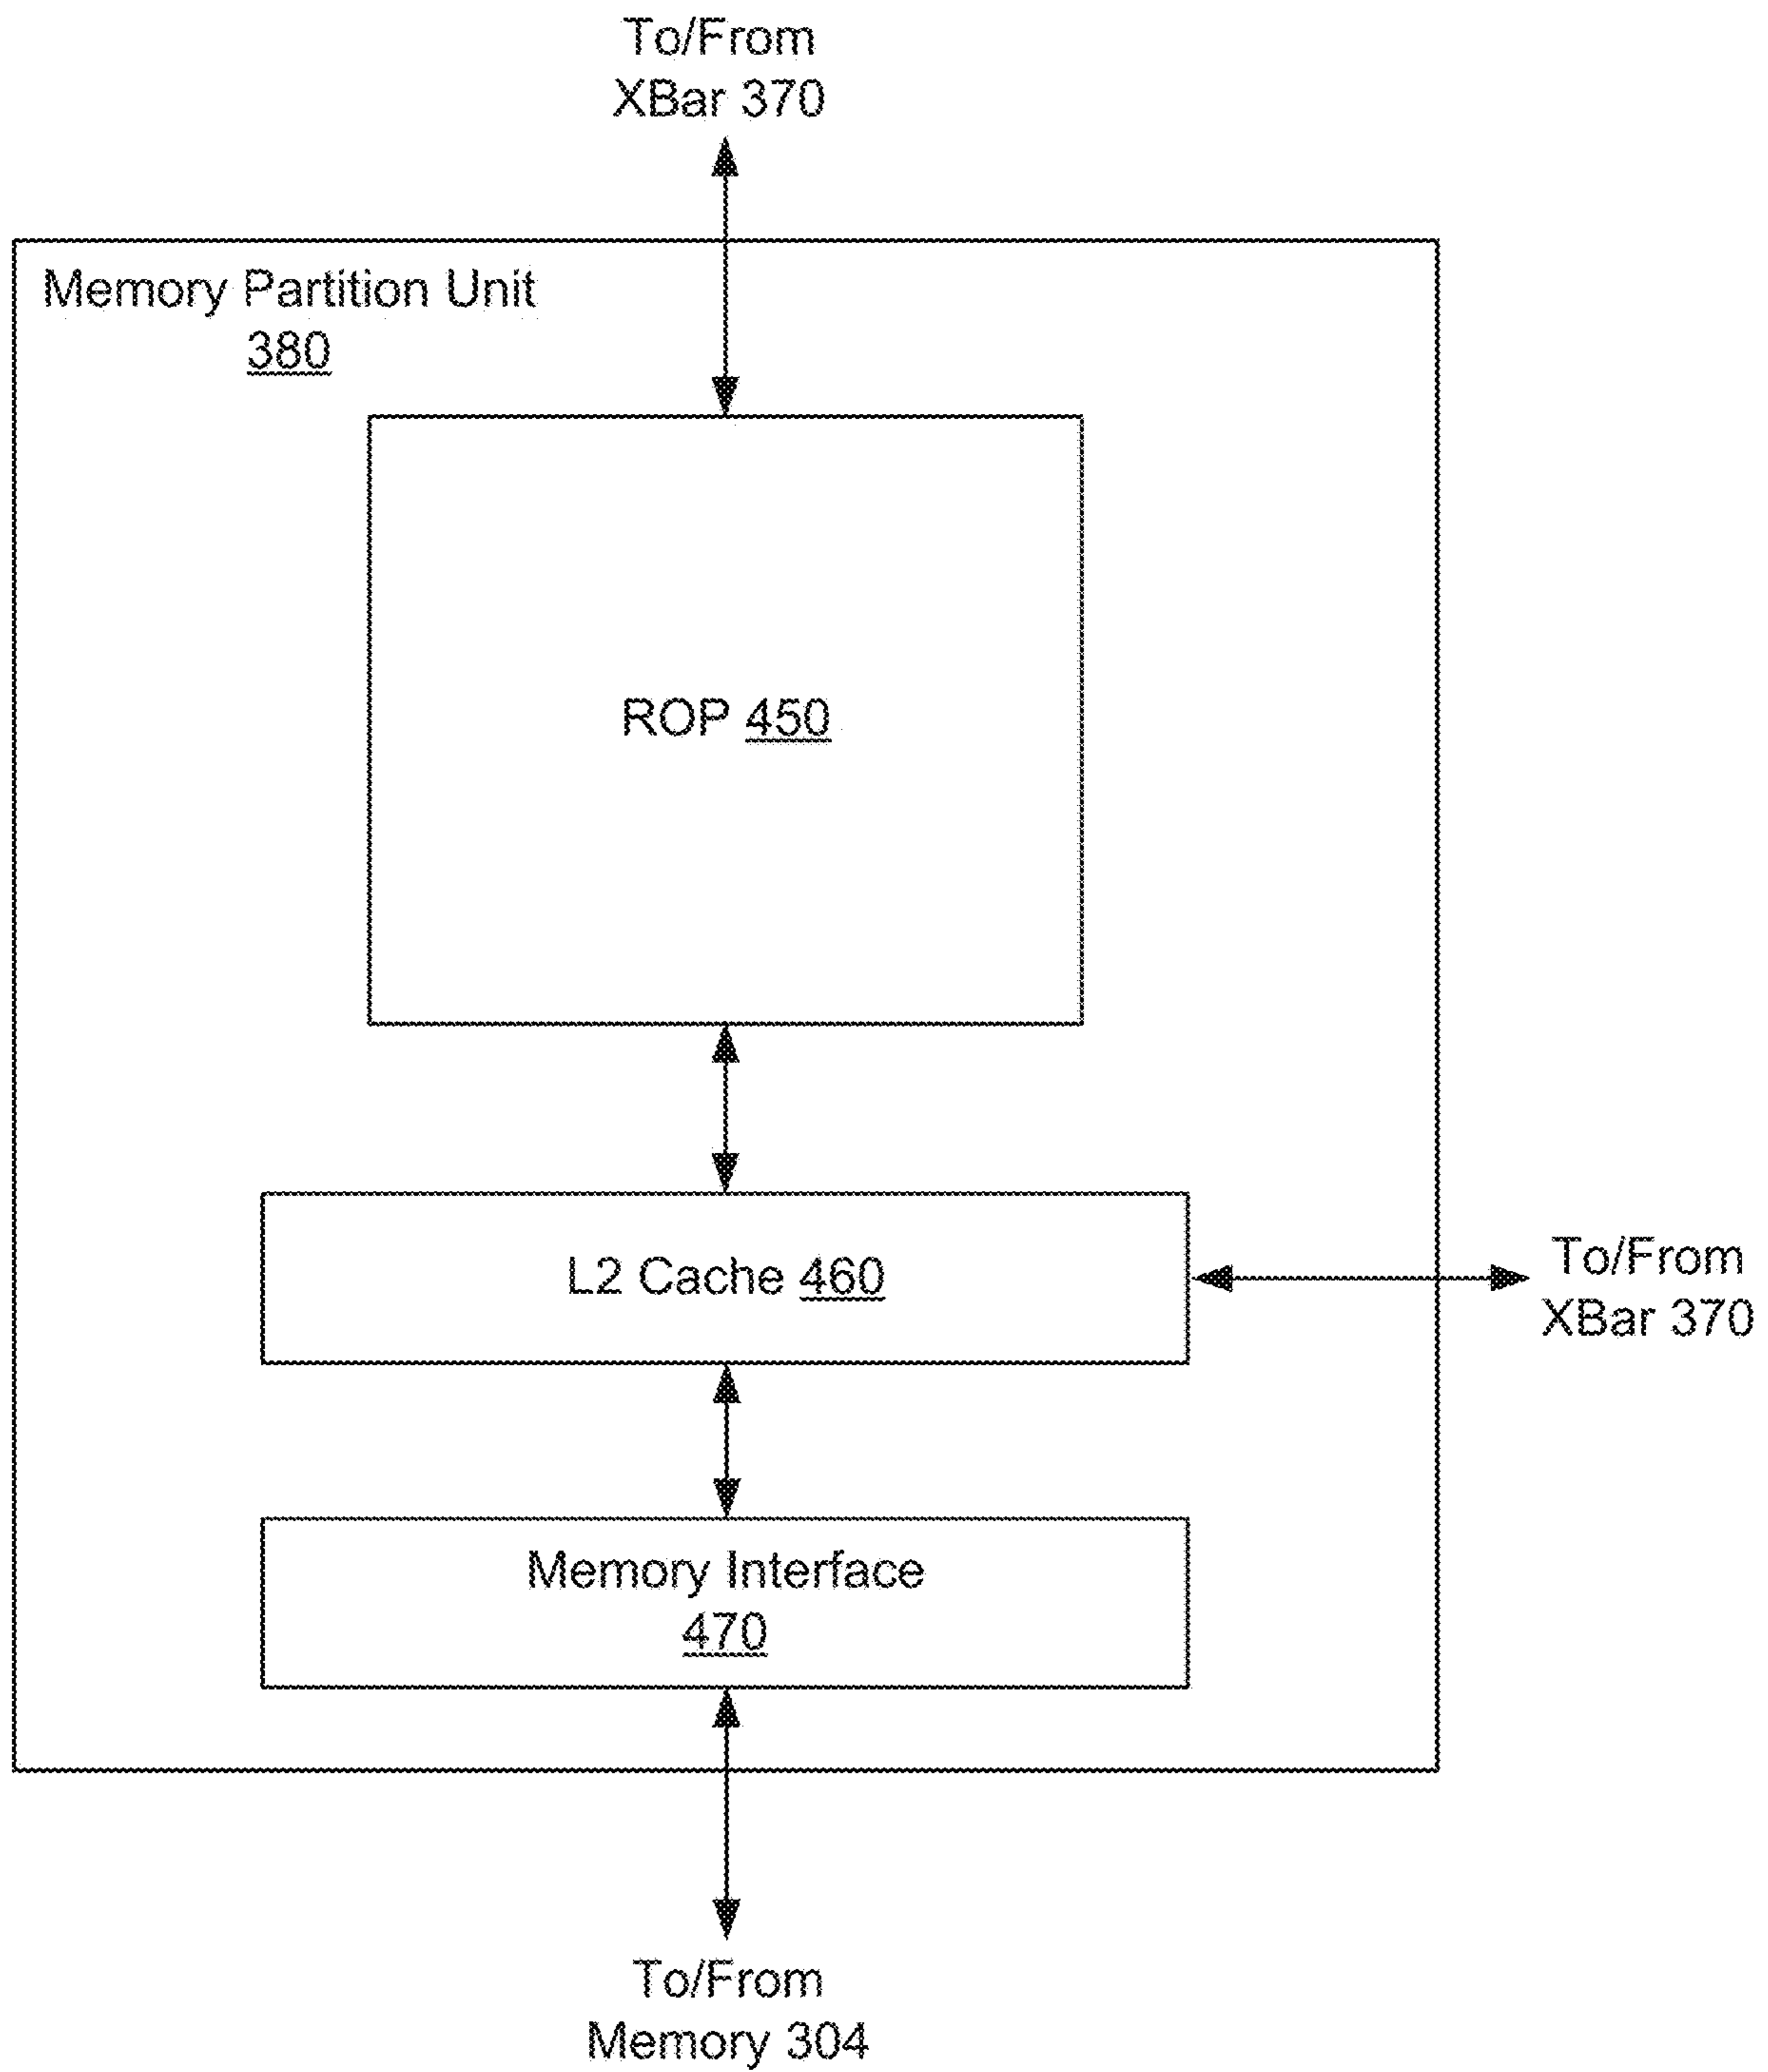 To/From
XBar 370
Memory Partition Unit
380
ROP 450
L2 Cache 460
To/From
XBar 370
Memory Interface
470
To/From
Memory 304